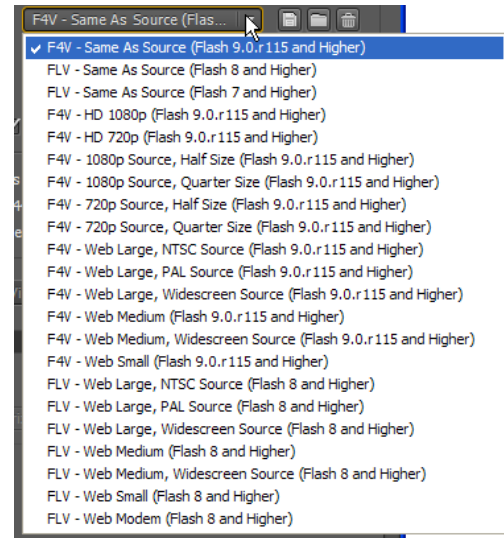 F4V - Same As Source (Flas...
F4V - Same As Source (Flash 9.0.r115 and Higher)
FLV - Same As Source (Flash 8 and Higher)
FLV - Same As Source (Flash 7 and Higher)
F4V - HD 1080p (Flash 9.0.r115 and Higher)
F4V - HD 720p (Flash 9.0.r115 and Higher)
F4V - 1080p Source, Half Size (Flash 9.0.r115 and Higher)
F4V - 1080p Source, Quarter Size (Flash 9.0.r115 and Higher)
F4V - 720p Source, Half Size (Flash 9.0.r115 and Higher)
F4V - 720p Source, Quarter Size (Flash 9.0.r115 and Higher)
F4V - Web Large, NTSC Source (Flash 9.0.r115 and Higher)
F4V - Web Large, PAL Source (Flash 9.0.r115 and Higher)
F4V - Web Large, Widescreen Source (Flash 9.0.r115 and Higher)
F4V - Web Medium (Flash 9.0.r115 and Higher)
F4V - Web Medium, Widescreen Source (Flash 9.0.r115 and Higher)
F4V - Web Small (Flash 9.0.r115 and Higher)
FLV - Web Large, NTSC Source (Flash 8 and Higher)
FLV - Web Large, PAL Source (Flash 8 and Higher)
FLV - Web Large, Widescreen Source (Flash 8 and Higher)
FLV - Web Medium (Flash 8 and Higher)
FLV - Web Medium, Widescreen Source (Flash 8 and Higher)
FLV - Web Small (Flash 8 and Higher)
FLV - Web Modem (Flash 8 and Higher)